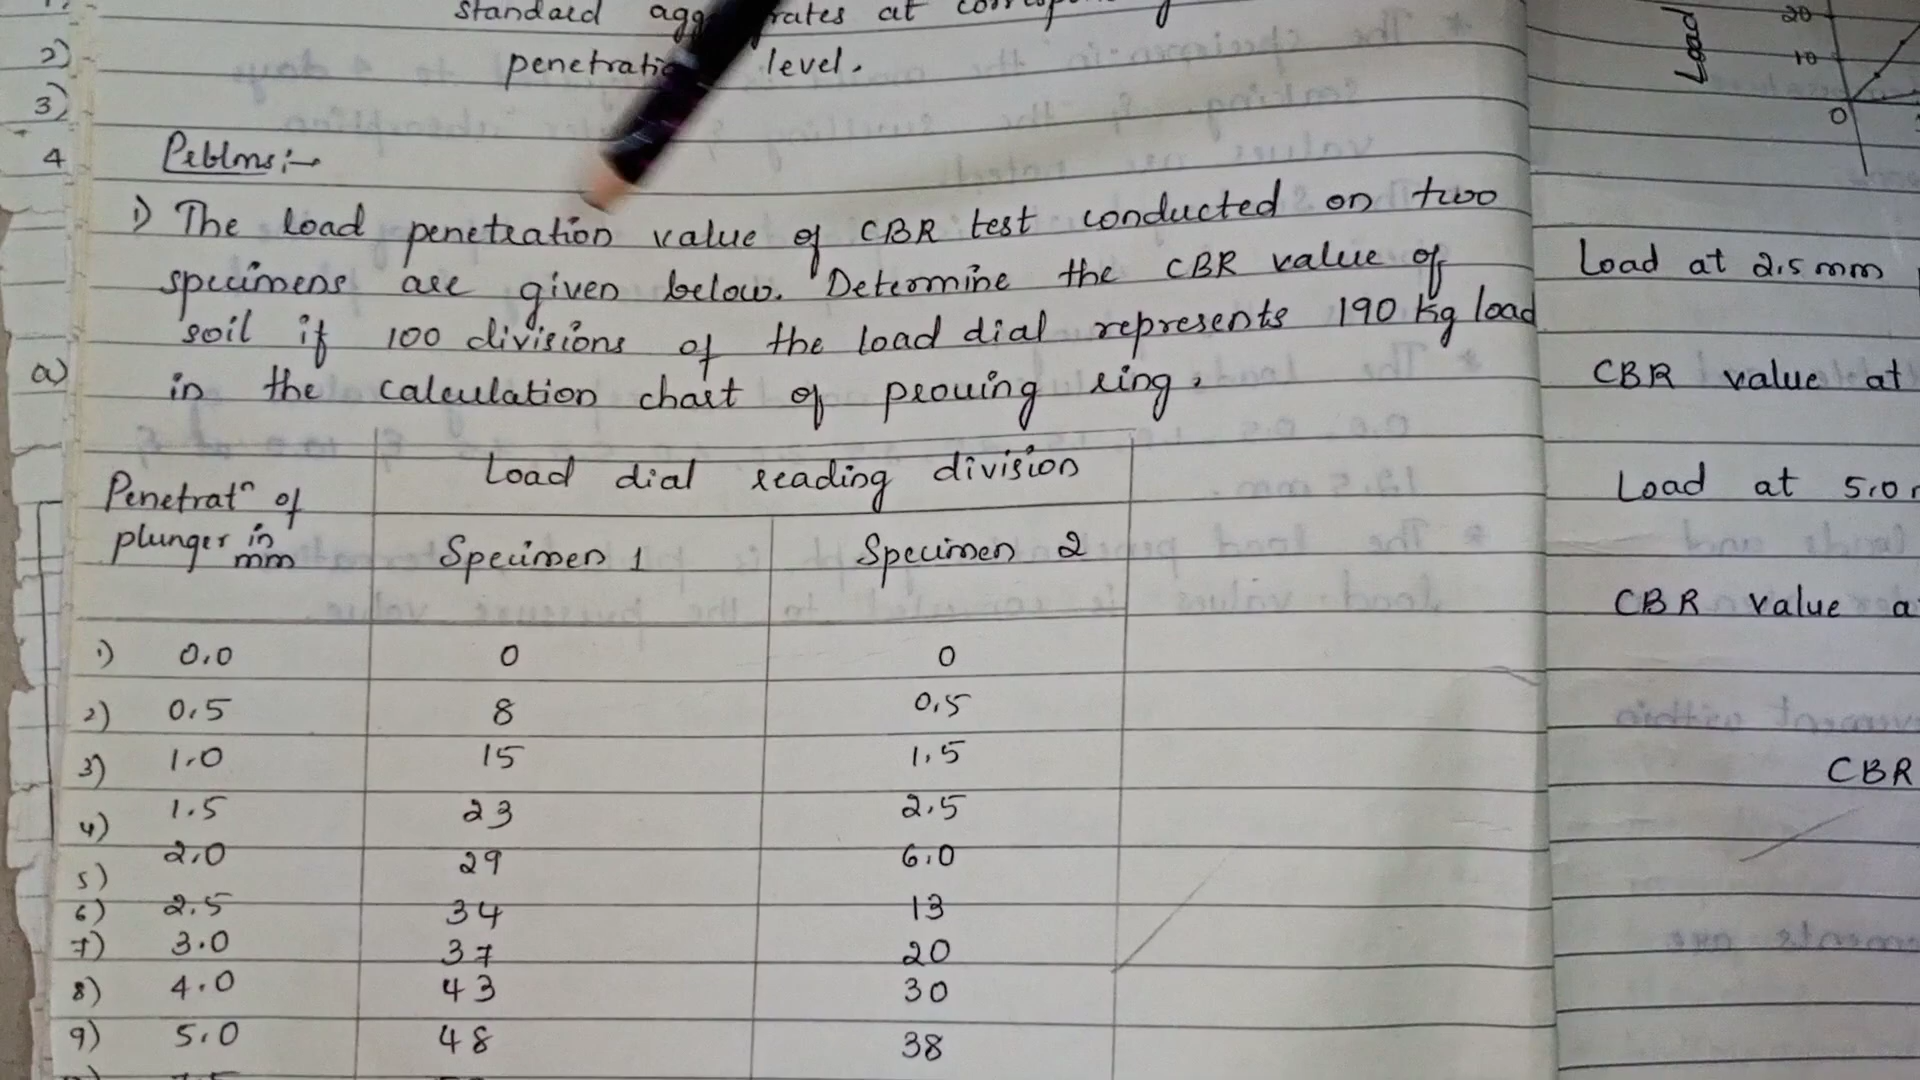 standard rates at
2) penetratio level.
3)
4 Peblms:-
1) The load penetration value of CBR test conducted on two
specimens are given below. Determine the CBR value of
soil if 100 divisions of the load dial represents 190 kg load
a) in the calculation chart of prouing ring.
Penetratn of plunger in mm
Load dial reading division
Specimen 1 Specimen 2
1) 0.0 0 0
2) 0.5 8 0.5
3) 1.0 15 1.5
4) 1.5 23 2.5
5) 2.0 29 6.0
6) 2.5 34 13
7) 3.0 37 20
8) 4.0 43 30
9) 5.0 48 38
Load
20
10
0
Load at 2.5 mm
CBR value at
Load at 5.0
CBR value a
CBR